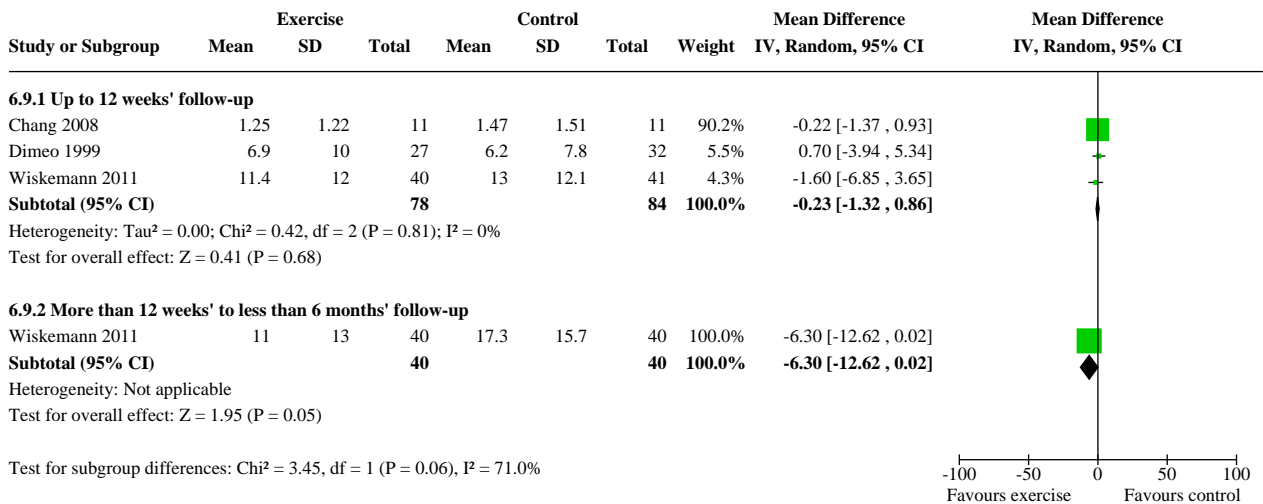 Exercise Control Mean Difference Mean Difference
Study or Subgroup Mean SD Total Mean SD Total Weight IV, Random, 95% CI IV, Random, 95% CI
6.9.1 Up to 12 weeks' follow-up
Chang 2008 1.25 1.22 11 1.47 1.51 11 90.2% -0.22 [-1.37 , 0.93]
Dimeo 1999 6.9 10 27 6.2 7.8 32 5.5% 0.70 [-3.94 , 5.34]
Wiskemann 2011 11.4 12 40 13 12.1 41 4.3% -1.60 [-6.85 , 3.65]
Subtotal (95% CI) 78 84 100.0% -0.23 [-1.32 , 0.86]
Heterogeneity: Tau² = 0.00; Chi² = 0.42, df = 2 (P = 0.81); I² = 0%
Test for overall effect: Z = 0.41 (P = 0.68)
6.9.2 More than 12 weeks' to less than 6 months' follow-up
Wiskemann 2011 11 13 40 17.3 15.7 40 100.0% -6.30 [-12.62 , 0.02]
Subtotal (95% CI) 40 40 100.0% -6.30 [-12.62 , 0.02]
Heterogeneity: Not applicable
Test for overall effect: Z = 1.95 (P = 0.05)
Test for subgroup differences: Chi² = 3.45, df = 1 (P = 0.06), I² = 71.0%
-100 -50 0 50 100
Favours exercise Favours control